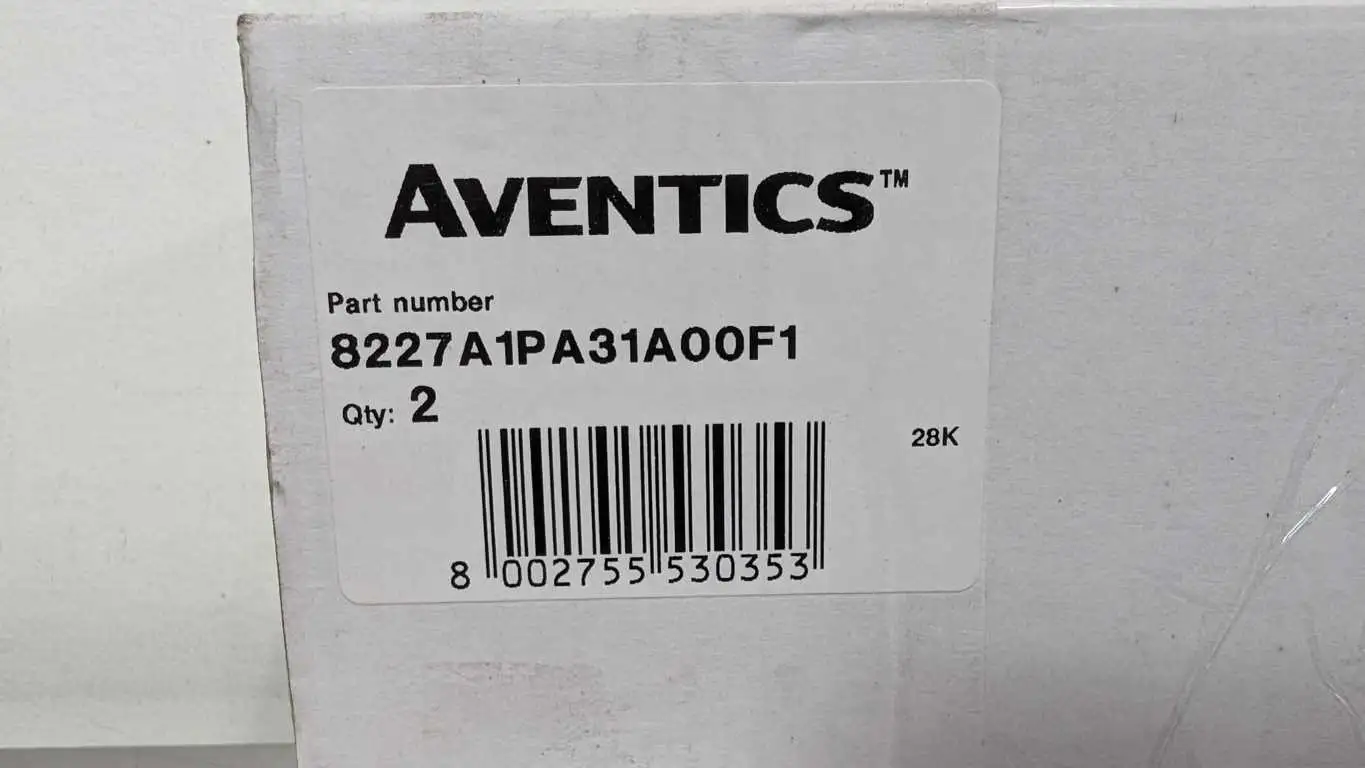 AVENTICS™
Part number
8227A1PA31A00F1
Qty: 2
28K
8 002755 530353